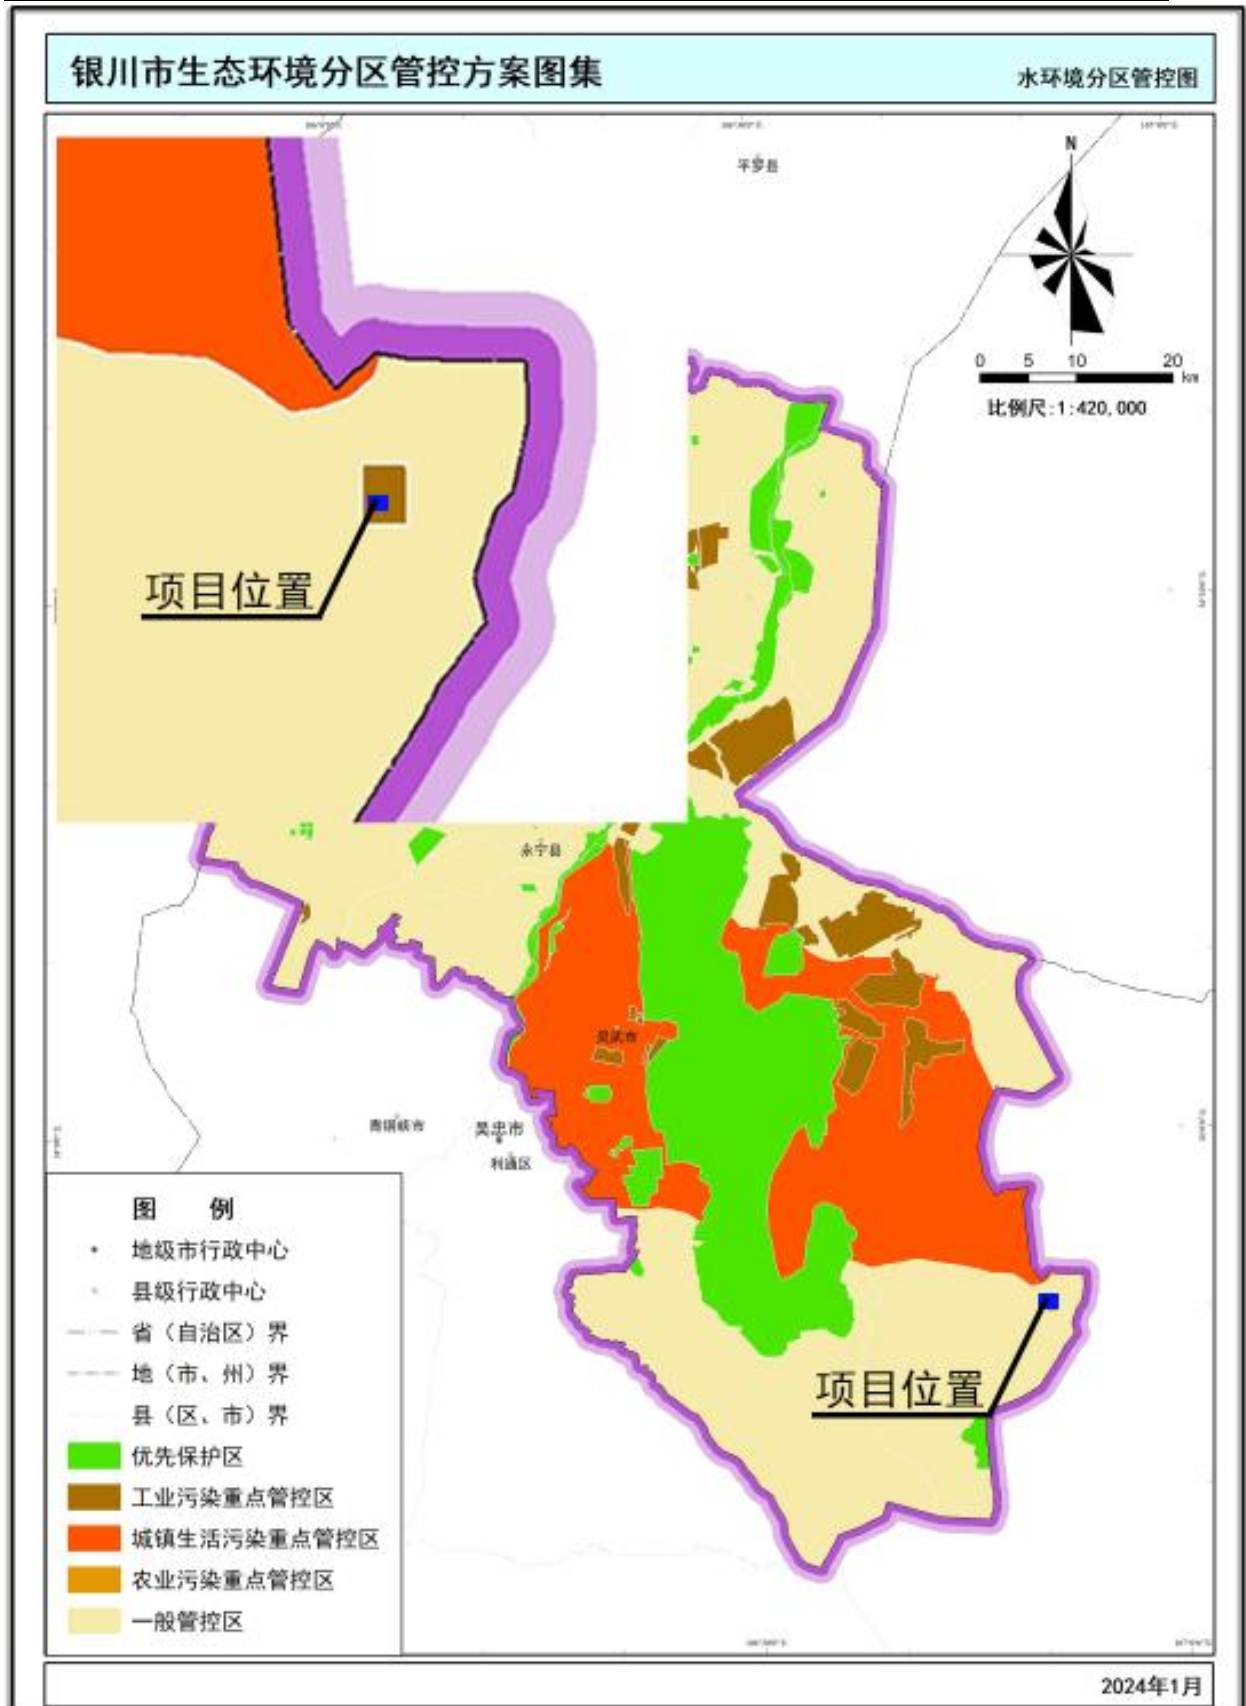 银川市生态环境分区管控方案图集
水环境分区管控图
平罗县
N
0 5 10 20
km
比例尺:1:420,000
项目位置
永宁县
灵武市
青铜峡市
吴忠市
利通区
项目位置
图 例
地级市行政中心
县级行政中心
省（自治区）界
地（市、州）界
县（区、市）界
优先保护区
工业污染重点管控区
城镇生活污染重点管控区
农业污染重点管控区
一般管控区
2024年1月